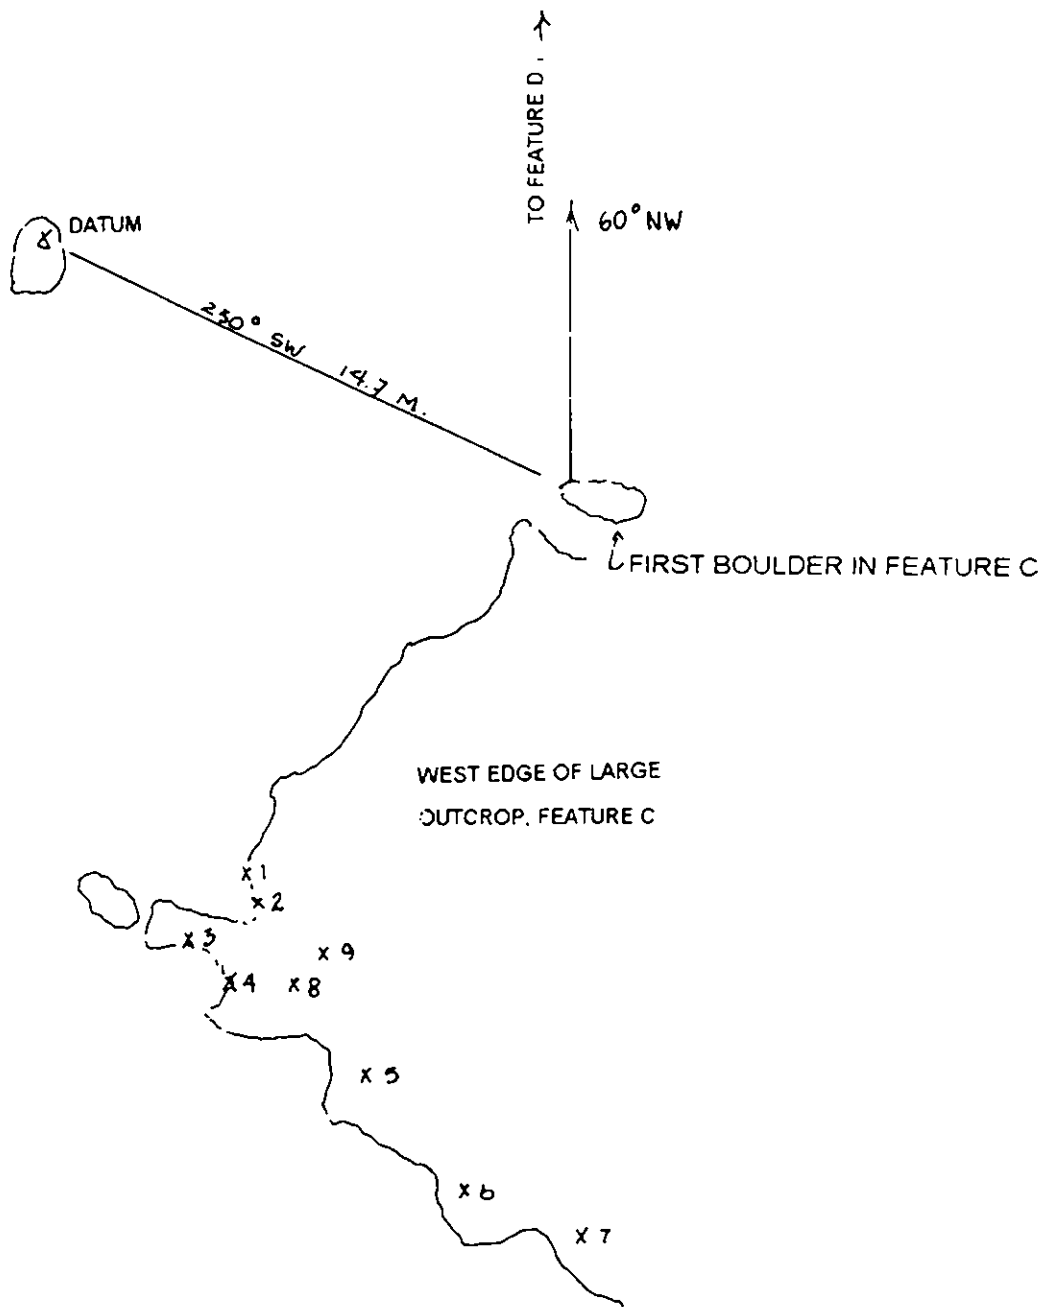 TO FEATURE D.
60° NW
DATUM
230° SW 14.7 M.
FIRST BOULDER IN FEATURE C
WEST EDGE OF LARGE
OUTCROP, FEATURE C
x 1
x 2
x 3
x 9
x 4
x 8
x 5
x 6
x 7